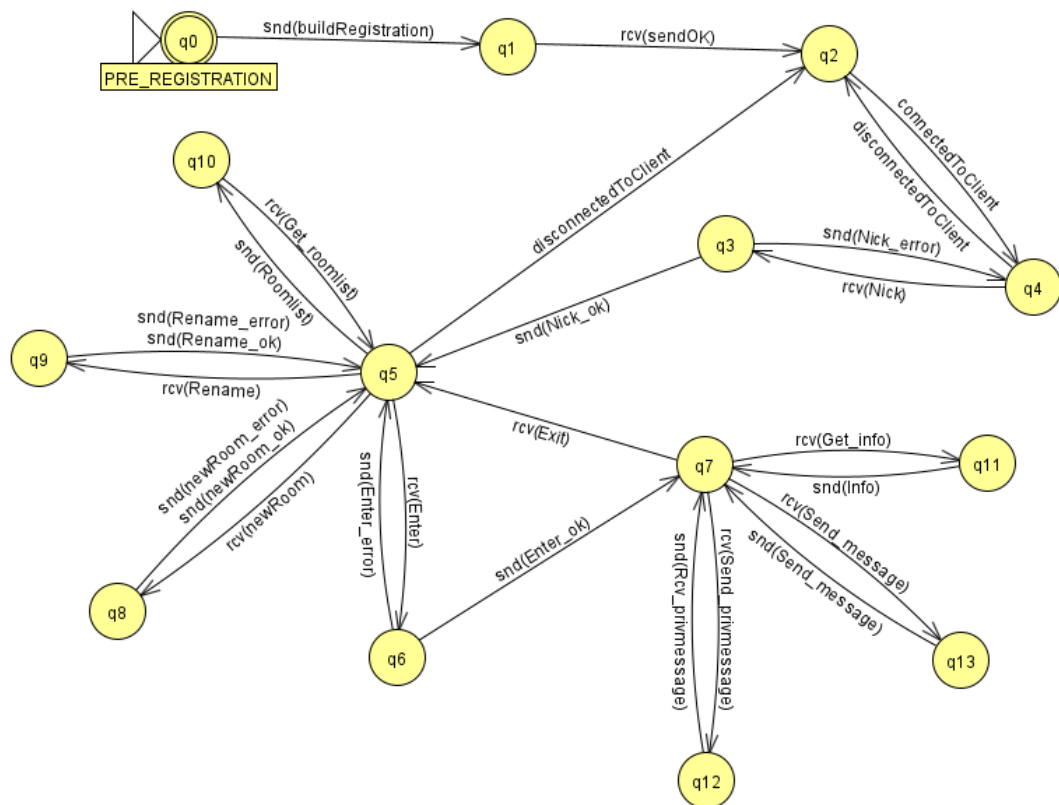 q0
snd(buildRegistration)
q1
rcv(sendOK)
q2
PRE_REGISTRATION
connectedToClient
disconnectedToClient
disconnectedToClient
q10
rcv(Get_roomlist)
snd(Roomlist)
q3
snd(Nick_error)
rcv(Nick)
q4
snd(Nick_ok)
q9
snd(Rename_error)
snd(Rename_ok)
rcv(Rename)
q5
snd(newRoom_error)
snd(newRoom_ok)
rcv(newRoom)
q8
snd(Enter_error)
rcv(Enter)
q6
rcv(Exit)
snd(Enter_ok)
q7
rcv(Get_info)
snd(Info)
q11
rcv(Send_message)
snd(Send_message)
q13
snd(Rcv_privmessage)
rcv(Send_privmessage)
q12